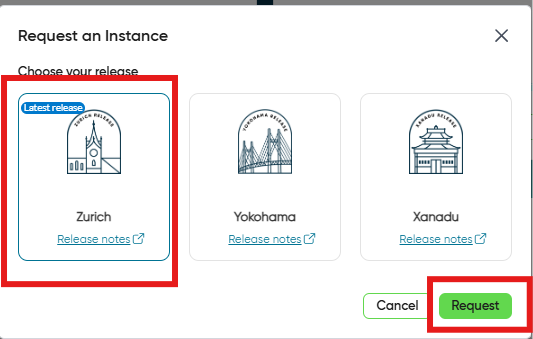 Request an Instance
Choose your release
Latest release
ZURICH RELEASE
YOKOHAMA RELEASE
XANADU RELEASE
Zurich
Yokohama
Xanadu
Release notes
Release notes
Release notes
Cancel
Request